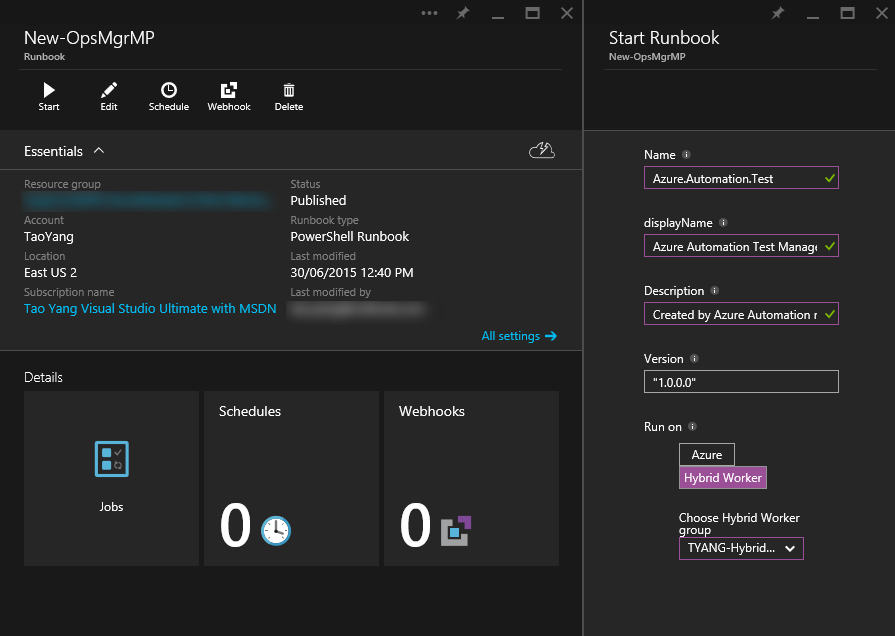 New-OpsMgrMP
Runbook
Start
Edit
Schedule
Webhook
Delete
Essentials
Resource group
Account
TaoYang
Location
East US 2
Subscription name
Tao Yang Visual Studio Ultimate with MSDN
Status
Published
Runbook type
PowerShell Runbook
Last modified
30/06/2015 12:40 PM
Last modified by
All settings
Details
Jobs
Schedules
0
Webhooks
0
Start Runbook
New-OpsMgrMP
Name
Azure.Automation.Test
displayName
Azure Automation Test Manage
Description
Created by Azure Automation r
Version
"1.0.0.0"
Run on
Azure
Hybrid Worker
Choose Hybrid Worker
group
TYANG-Hybrid...